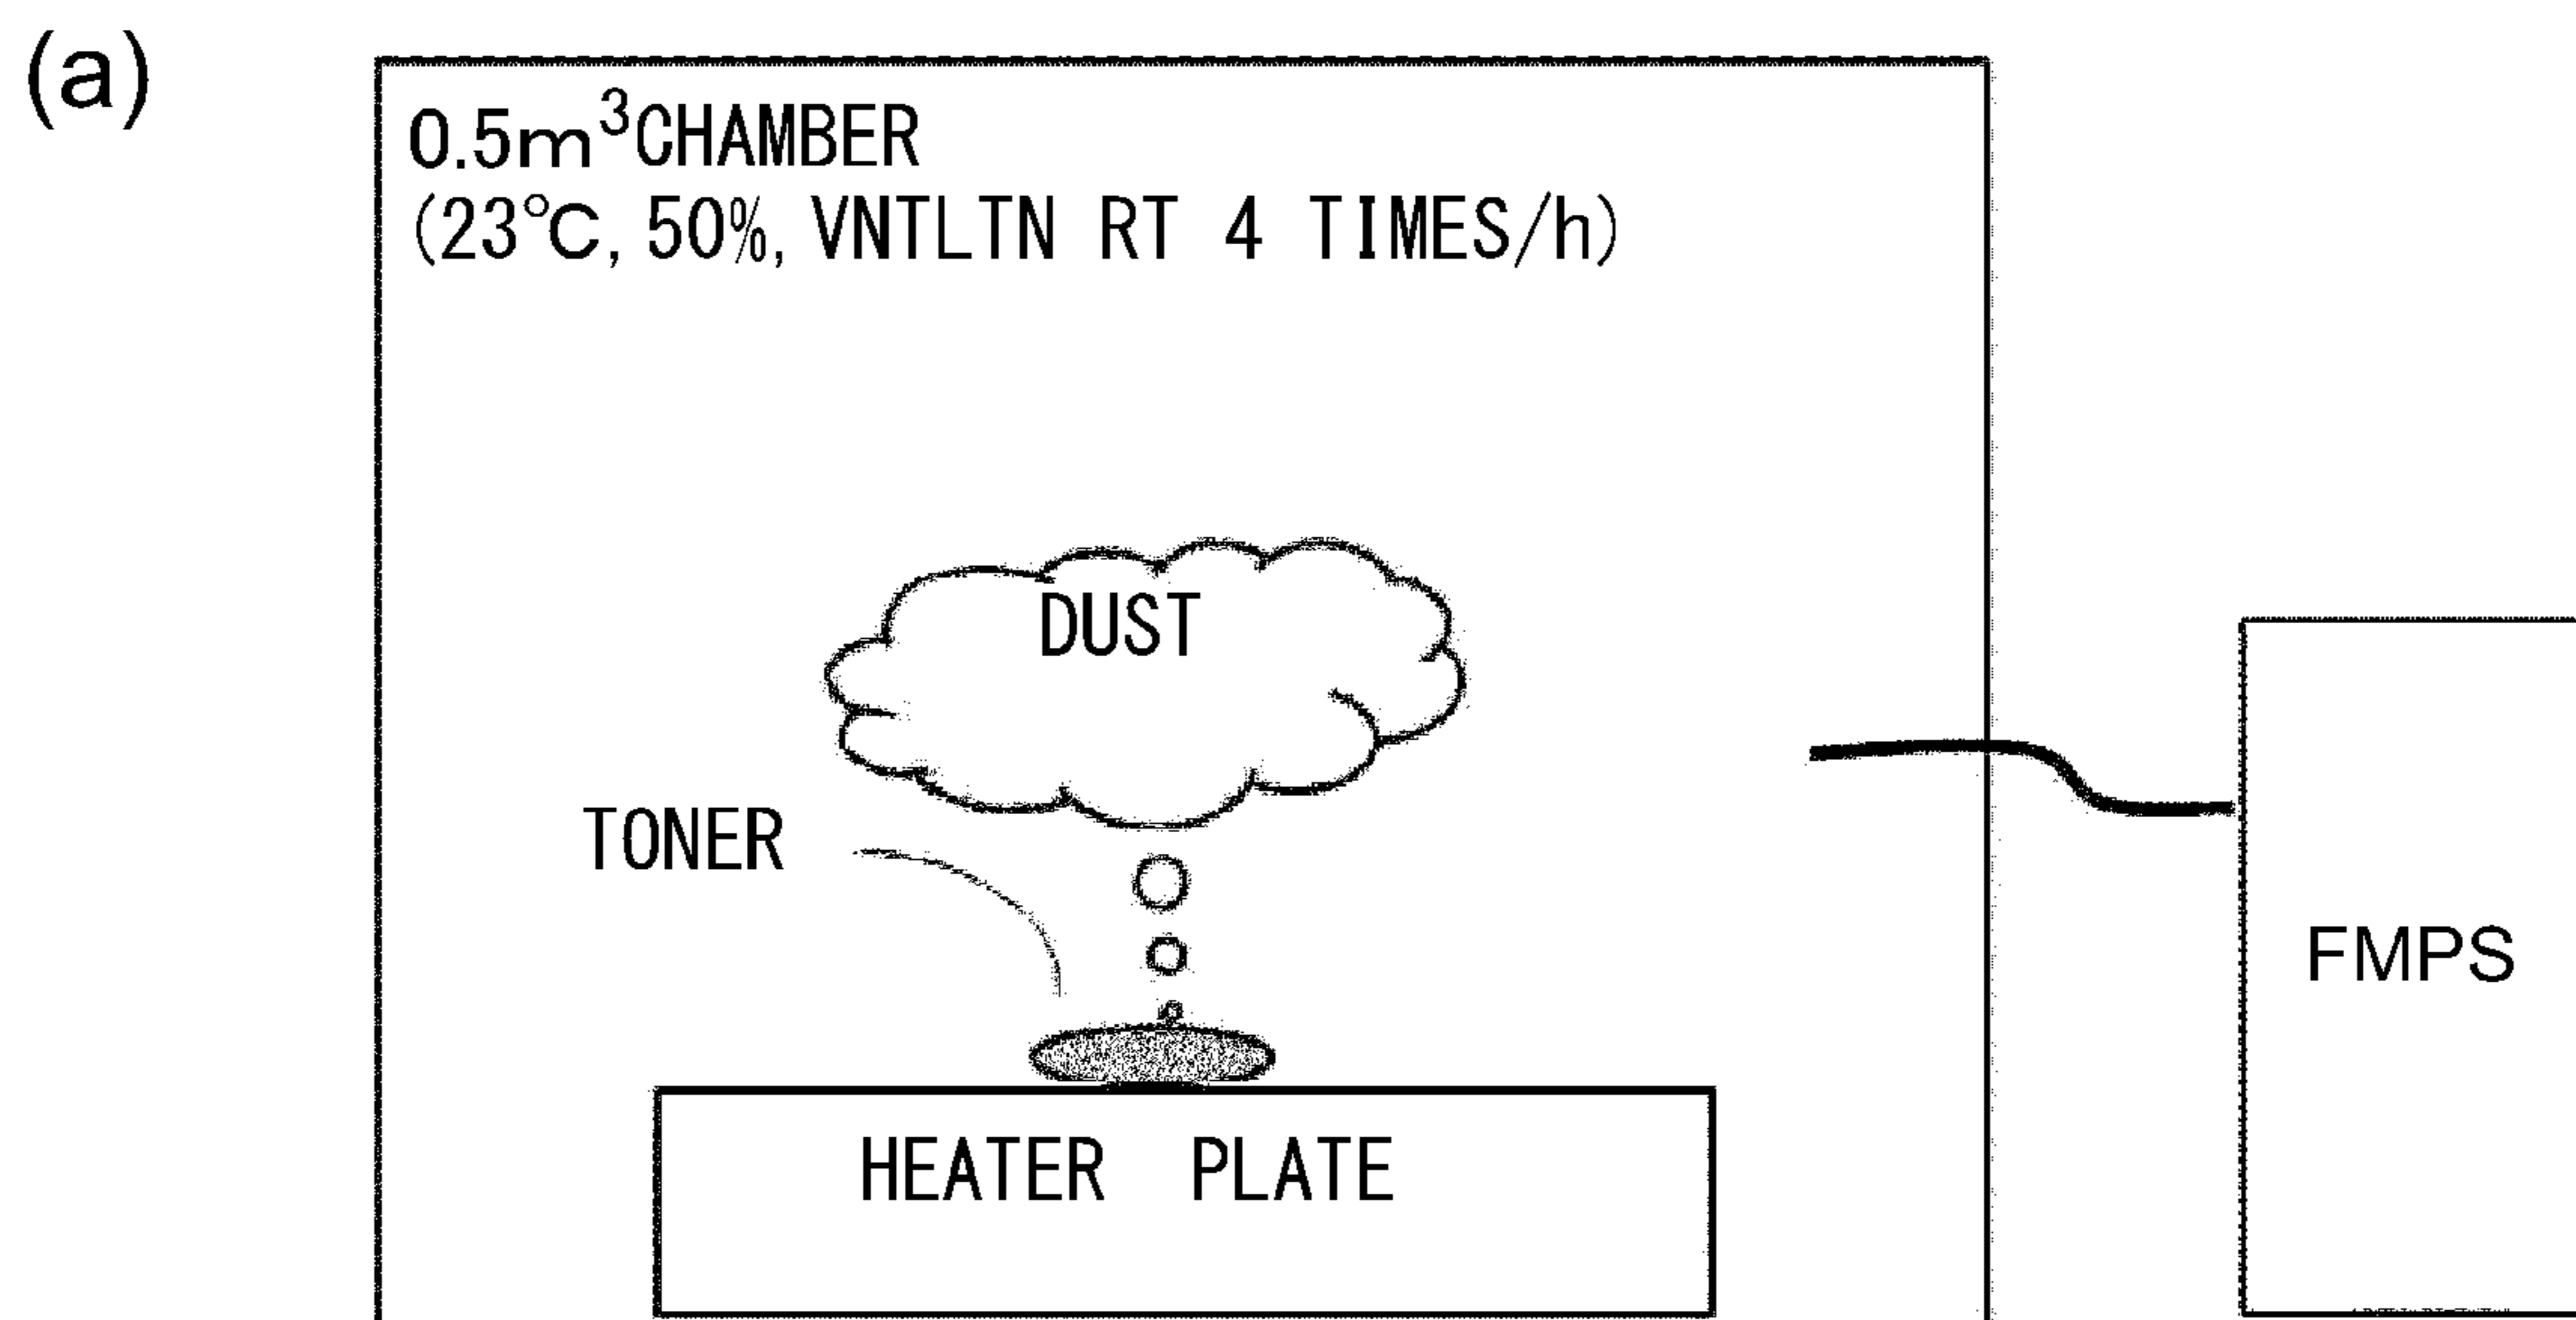 (a)
0.5m³CHAMBER
(23℃, 50%, VNTLTN RT 4 TIMES/h)
DUST
TONER
FMPS
HEATER PLATE